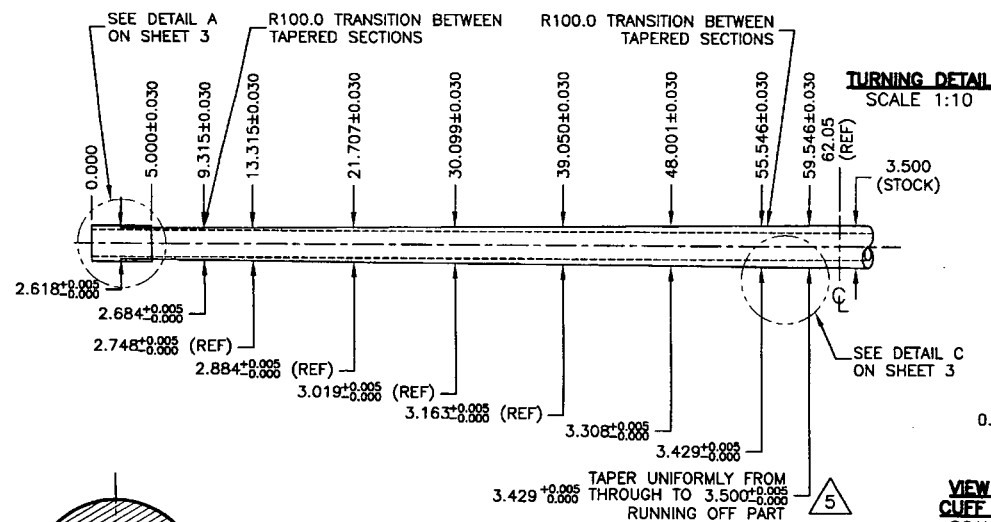 SEE DETAIL A
ON SHEET 3
R100.0 TRANSITION BETWEEN
TAPERED SECTIONS
R100.0 TRANSITION BETWEEN
TAPERED SECTIONS
TURNING DETAIL
SCALE 1:10
0.000
5.000±0.030
9.315±0.030
13.315±0.030
21.707±0.030
30.099±0.030
39.050±0.030
48.001±0.030
55.546±0.030
59.546±0.030
62.05
(REF)
3.500
(STOCK)
2.618+0.005 -0.000
2.684+0.005 -0.000
2.748+0.005 -0.000 (REF)
2.884+0.005 -0.000 (REF)
3.019+0.005 -0.000 (REF)
3.163+0.005 -0.000 (REF)
3.308+0.005 -0.000
3.429+0.005 -0.000
℄
SEE DETAIL C
ON SHEET 3
TAPER UNIFORMLY FROM
3.429 +0.005 0.000 THROUGH TO 3.500+0.005 -0.000
RUNNING OFF PART
5
0.
VIEW
CUFF